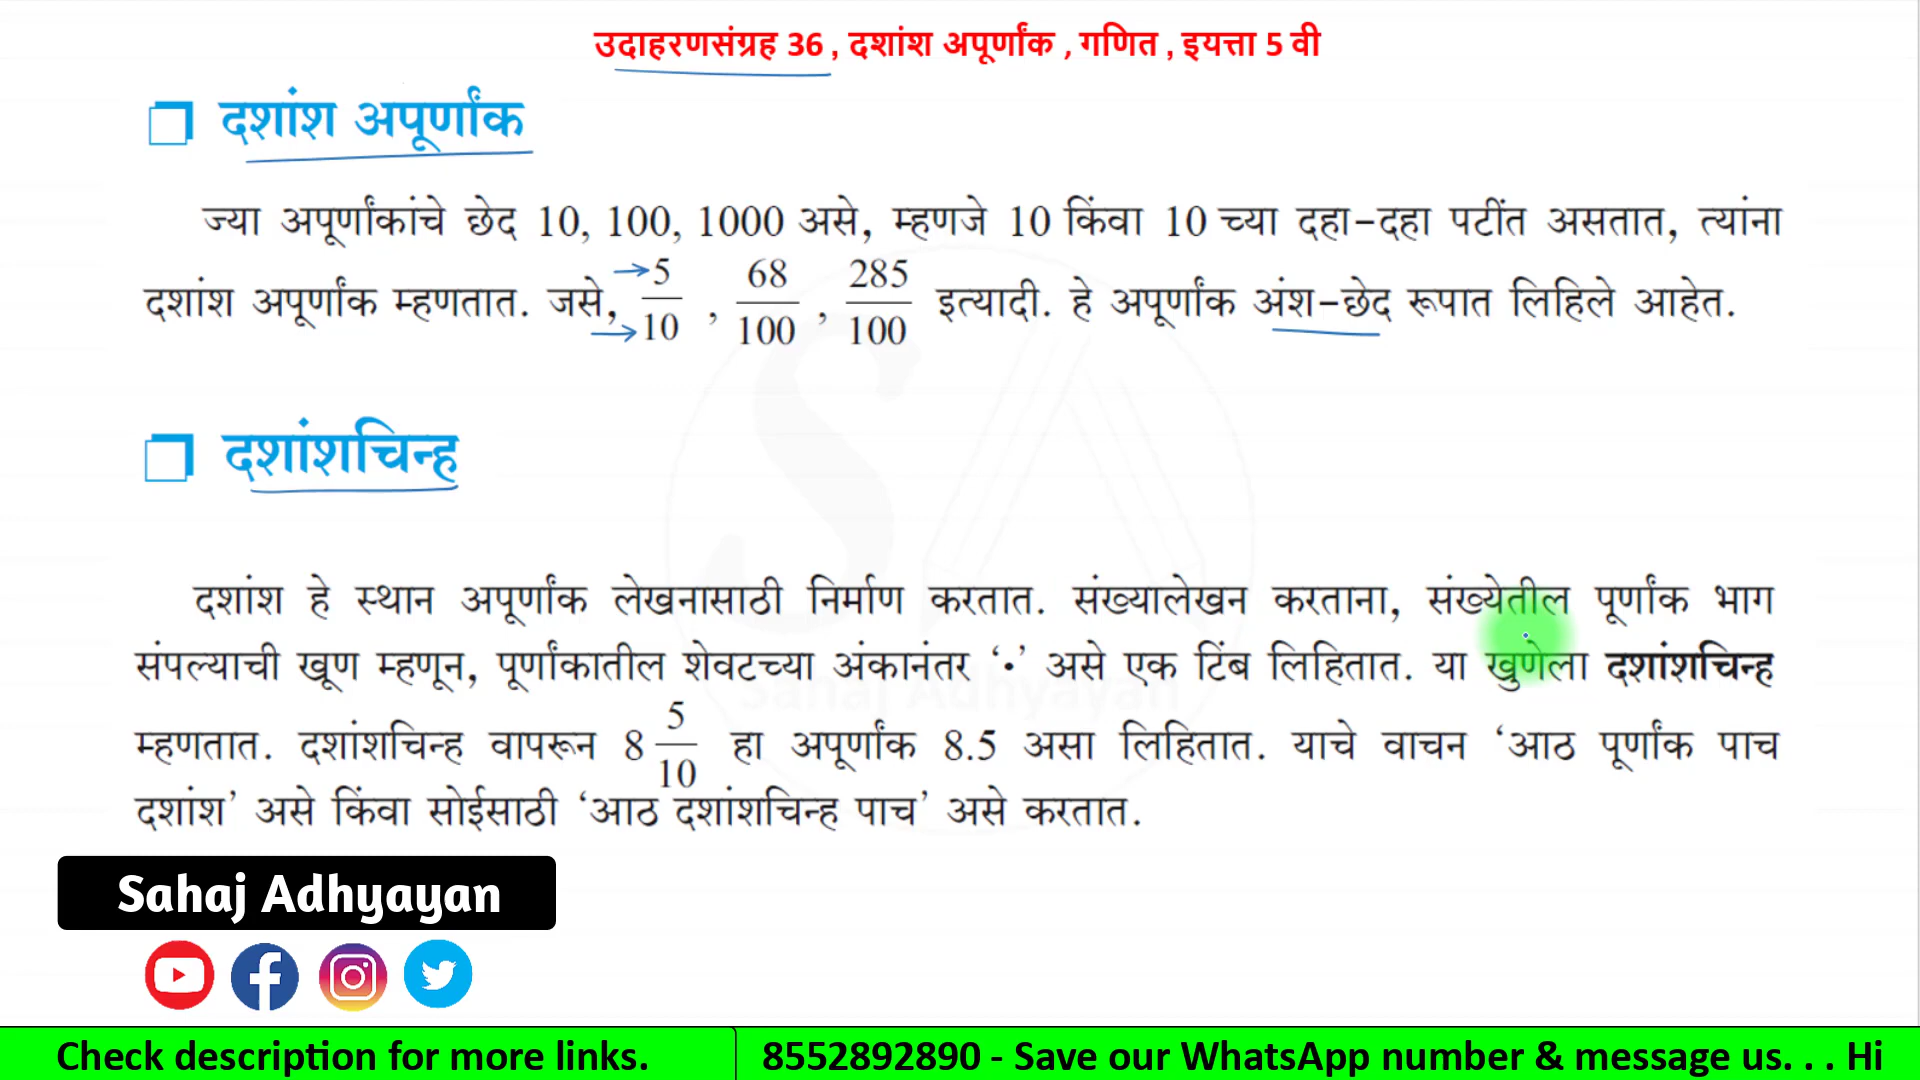 उदाहरणसंग्रह 36 , दशांश अपूर्णांक , गणित , इयत्ता 5 वी
❐ दशांश अपूर्णांक
ज्या अपूर्णांकांचे छेद 10, 100, 1000 असे, म्हणजे 10 किंवा 10 च्या दहा-दहा पटींत असतात, त्यांना
दशांश अपूर्णांक म्हणतात. जसे, 5/10 , 68/100 , 285/100 इत्यादी. हे अपूर्णांक अंश-छेद रूपात लिहिले आहेत.
❐ दशांशचिन्ह
दशांश हे स्थान अपूर्णांक लेखनासाठी निर्माण करतात. संख्यालेखन करताना, संख्येतील पूर्णांक भाग
संपल्याची खूण म्हणून, पूर्णांकातील शेवटच्या अंकानंतर ‘•’ असे एक टिंब लिहितात. या खुणेला दशांशचिन्ह
म्हणतात. दशांशचिन्ह वापरून 8 5/10 हा अपूर्णांक 8.5 असा लिहितात. याचे वाचन ‘आठ पूर्णांक पाच
दशांश’ असे किंवा सोईसाठी ‘आठ दशांशचिन्ह पाच’ असे करतात.
Sahaj Adhyayan
Sahaj Adhyayan
Check description for more links.
8552892890 - Save our WhatsApp number & message us. . . Hi